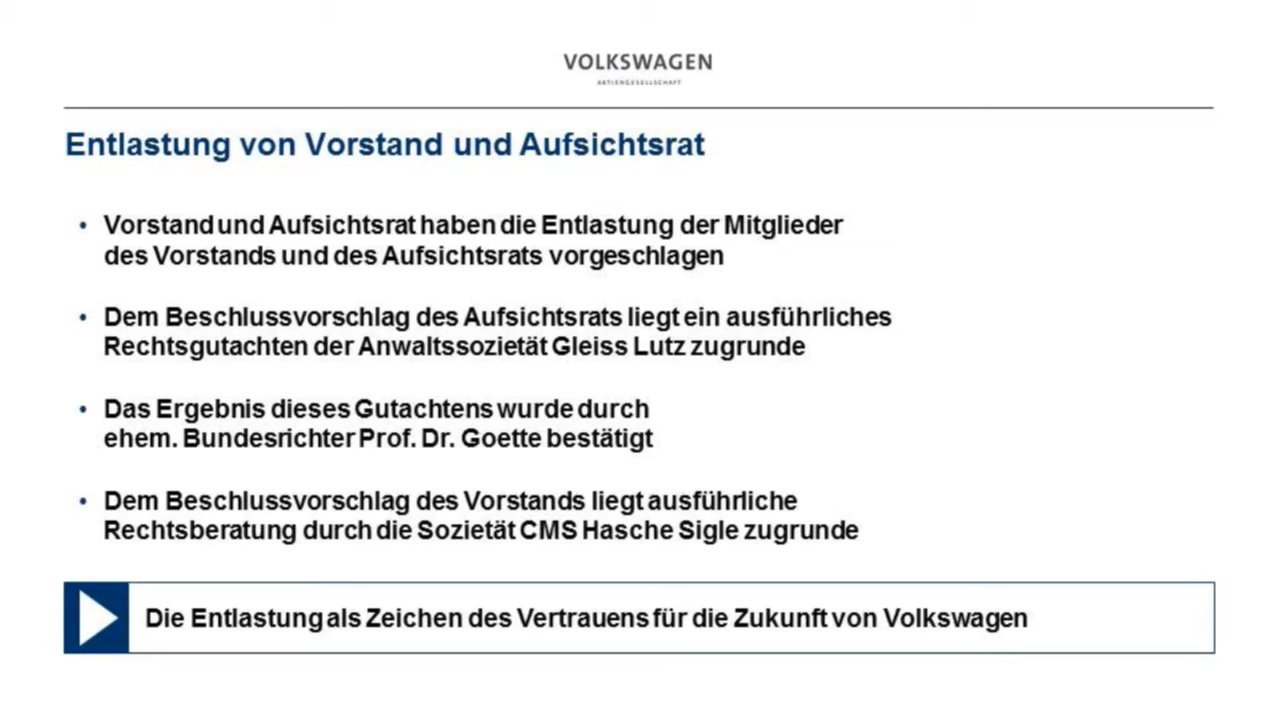 VOLKSWAGEN
AKTIENGESELLSCHAFT
Entlastung von Vorstand und Aufsichtsrat
• Vorstand und Aufsichtsrat haben die Entlastung der Mitglieder
des Vorstands und des Aufsichtsrats vorgeschlagen
• Dem Beschlussvorschlag des Aufsichtsrats liegt ein ausführliches
Rechtsgutachten der Anwaltssozietät Gleiss Lutz zugrunde
• Das Ergebnis dieses Gutachtens wurde durch
ehem. Bundesrichter Prof. Dr. Goette bestätigt
• Dem Beschlussvorschlag des Vorstands liegt ausführliche
Rechtsberatung durch die Sozietät CMS Hasche Sigle zugrunde
Die Entlastung als Zeichen des Vertrauens für die Zukunft von Volkswagen